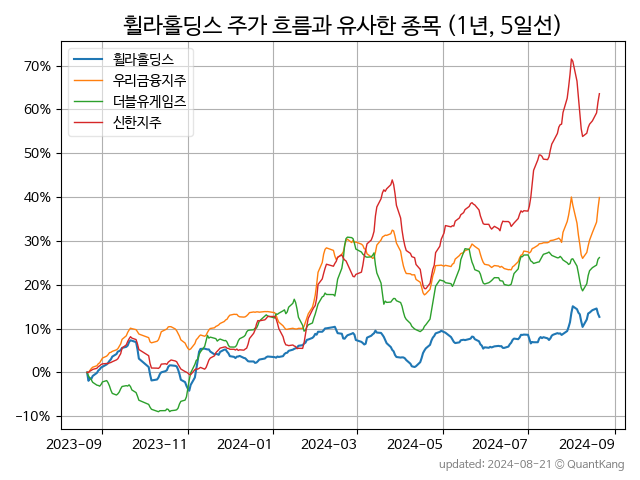 휠라홀딩스 주가 흐름과 유사한 종목 (1년, 5일선)
휠라홀딩스
우리금융지주
더블유게임즈
신한지주
70%
60%
50%
40%
30%
20%
10%
0%
−10%
2023-09 2023-11 2024-01 2024-03 2024-05 2024-07 2024-09
updated: 2024-08-21 © QuantKang